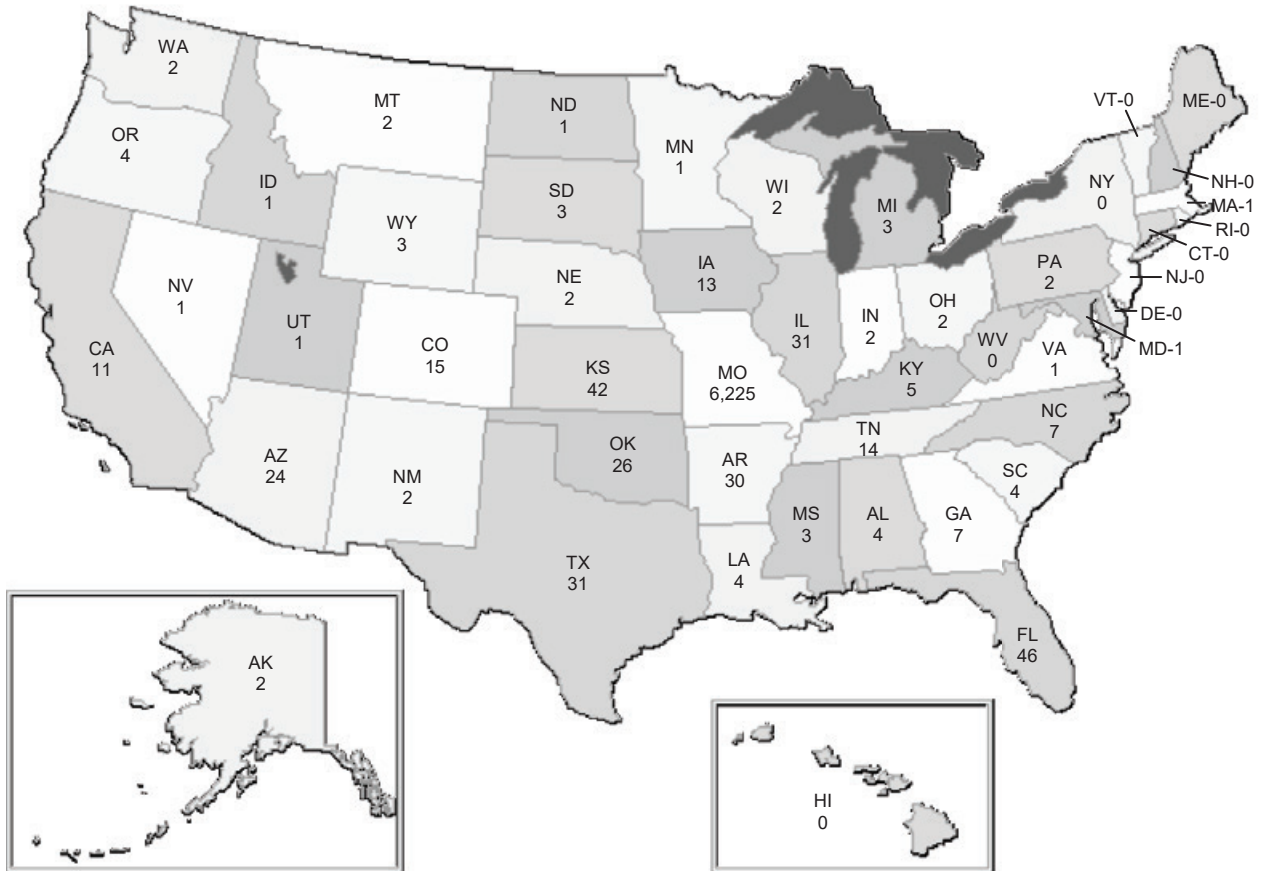 WA
2
MT
2
ND
1
MN
1
VT-0
ME-0
OR
4
ID
1
SD
3
WI
2
MI
3
NY
0
NH-0
MA-1
RI-0
CT-0
WY
3
IA
13
PA
2
NJ-0
NV
1
NE
2
IL
31
IN
2
OH
2
DE-0
MD-1
UT
1
CO
15
CA
11
KS
42
MO
6,225
KY
5
WV
0
VA
1
NC
7
TN
14
AZ
24
NM
2
OK
26
AR
30
SC
4
MS
3
AL
4
GA
7
TX
31
LA
4
FL
46
AK
2
HI
0